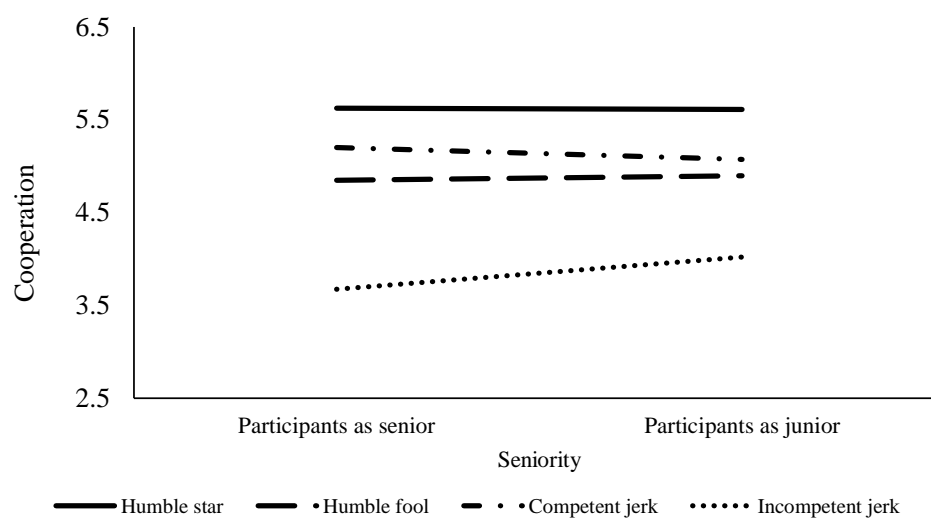 6.5
5.5
4.5
3.5
2.5
Cooperation
Participants as senior Participants as junior
Seniority
Humble star Humble fool Competent jerk Incompetent jerk